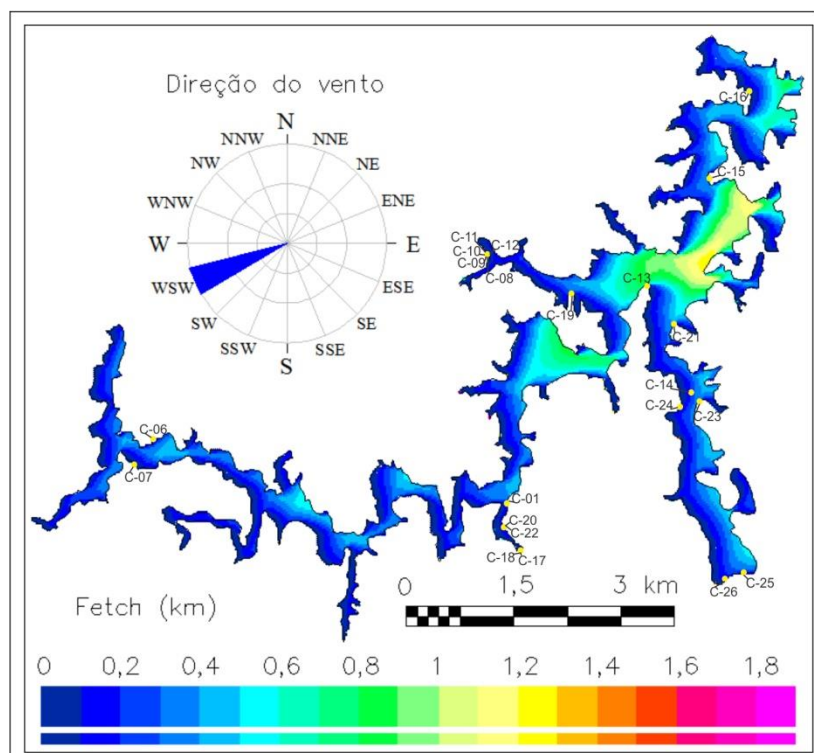 Direção do vento
N
NNW
NNE
NW
NE
WNW
ENE
W
E
WSW
ESE
SW
SE
SSW
SSE
S
C-16
C-15
C-11
C-10
C-12
C-09
C-08
C-13
C-19
C-21
C-14
C-24
C-23
C-06
C-07
C-01
C-20
C-22
C-18
C-17
C-25
C-26
0 1,5 3 km
Fetch (km)
0 0,2 0,4 0,6 0,8 1 1,2 1,4 1,6 1,8